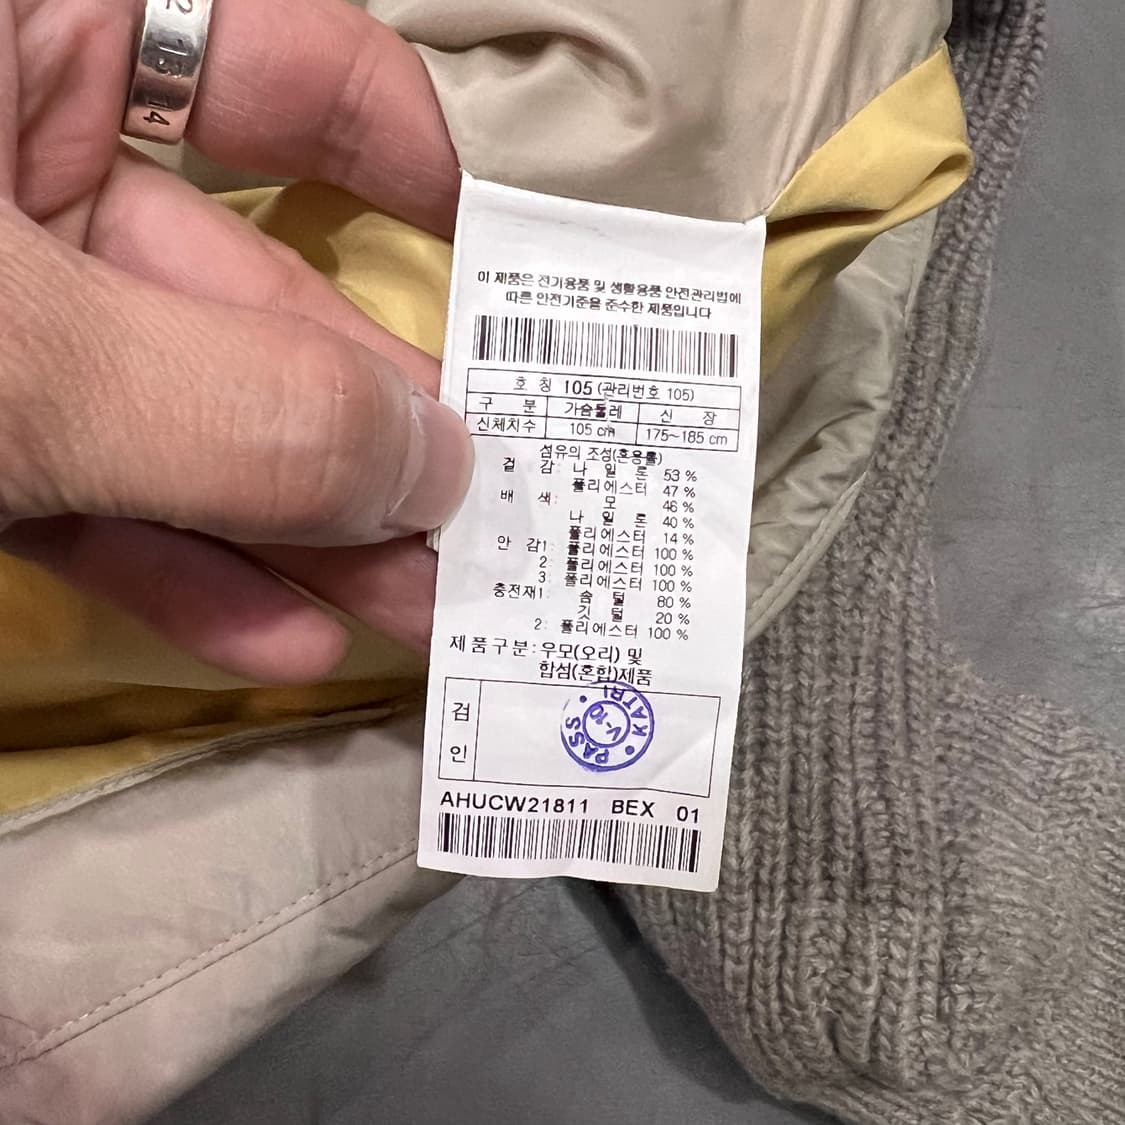 2 13 14
이 제품은 전기용품 및 생활용품 안전관리법에
따른 안전기준을 준수한 제품입니다
호 칭 105 (관리번호 105)
구 분 가슴둘레 신 장
신체치수 105 cm 175~185 cm
섬유의 조성(혼용률)
겉 감: 나 일 론 53 %
폴리에스터 47 %
배 색: 모 46 %
나 일 론 40 %
폴리에스터 14 %
안 감1: 폴리에스터 100 %
2: 폴리에스터 100 %
3: 폴리에스터 100 %
충전재1: 솜 털 80 %
깃 털 20 %
2: 폴리에스터 100 %
제품구분: 우모(오리) 및
합섬(혼합)제품
검
인
KATRI
V-10
PASS
AHUCW21811 BEX 01